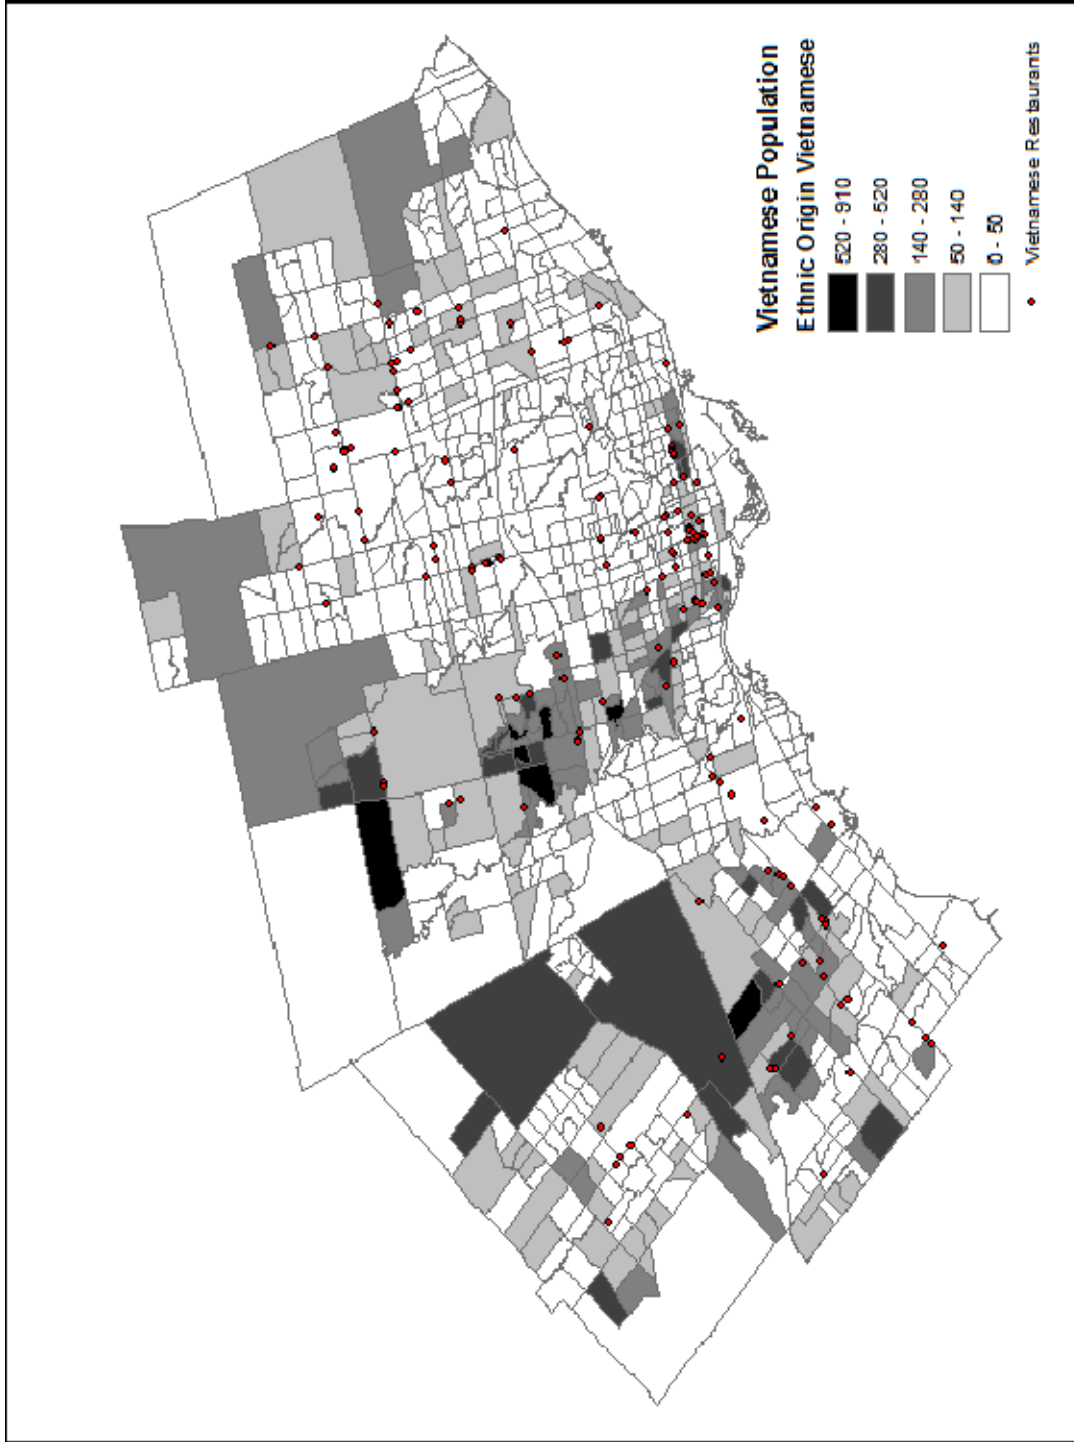 Vietnamese Population
Ethnic Origin Vietnamese
520 - 910
280 - 520
140 - 280
50 - 140
0 - 50
Vietnamese Restaurants